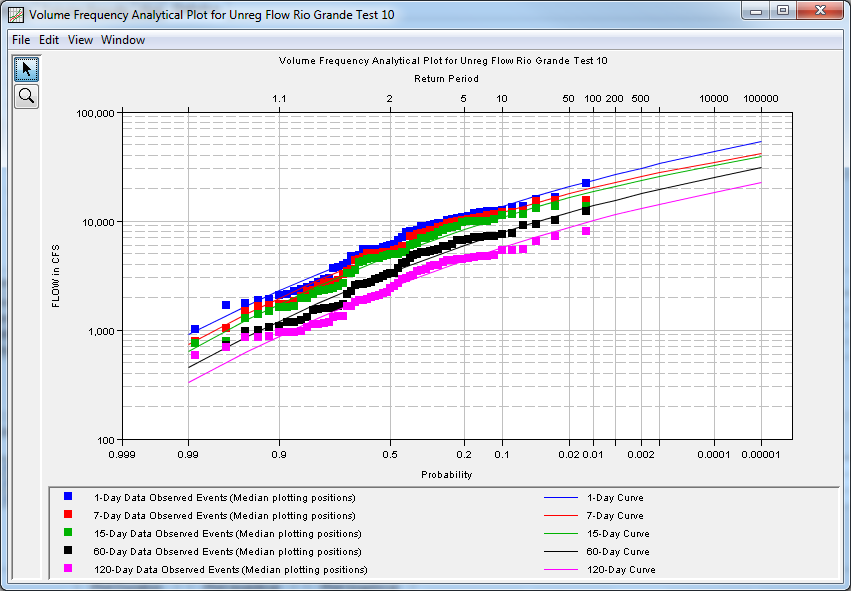 Volume Frequency Analytical Plot for Unreg Flow Rio Grande Test 10
File Edit View Window
Volume Frequency Analytical Plot for Unreg Flow Rio Grande Test 10
Return Period
1.1 2 5 10 50 100 200 500 10000 100000
100,000
10,000
1,000
100
FLOW in CFS
0.999 0.99 0.9 0.5 0.2 0.1 0.02 0.01 0.002 0.0001 0.00001
Probability
1-Day Data Observed Events (Median plotting positions) 1-Day Curve
7-Day Data Observed Events (Median plotting positions) 7-Day Curve
15-Day Data Observed Events (Median plotting positions) 15-Day Curve
60-Day Data Observed Events (Median plotting positions) 60-Day Curve
120-Day Data Observed Events (Median plotting positions) 120-Day Curve